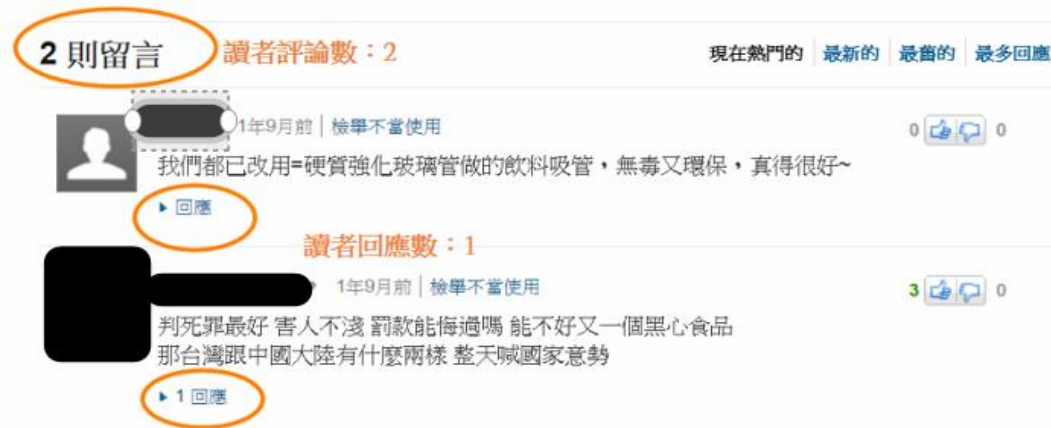 2 則留言
讀者評論數：2
現在熱門的 最新的 最舊的 最多回應
1年9月前 | 檢舉不當使用
0 0
我們都已改用=硬質強化玻璃管做的飲料吸管，無毒又環保，真得很好~
回應
讀者回應數：1
1年9月前 | 檢舉不當使用
3 0
判死罪最好 害人不淺 罰款能悔過嗎 能不好又一個黑心食品
那台灣跟中國大陸有什麼兩樣 整天喊國家意勢
1 回應